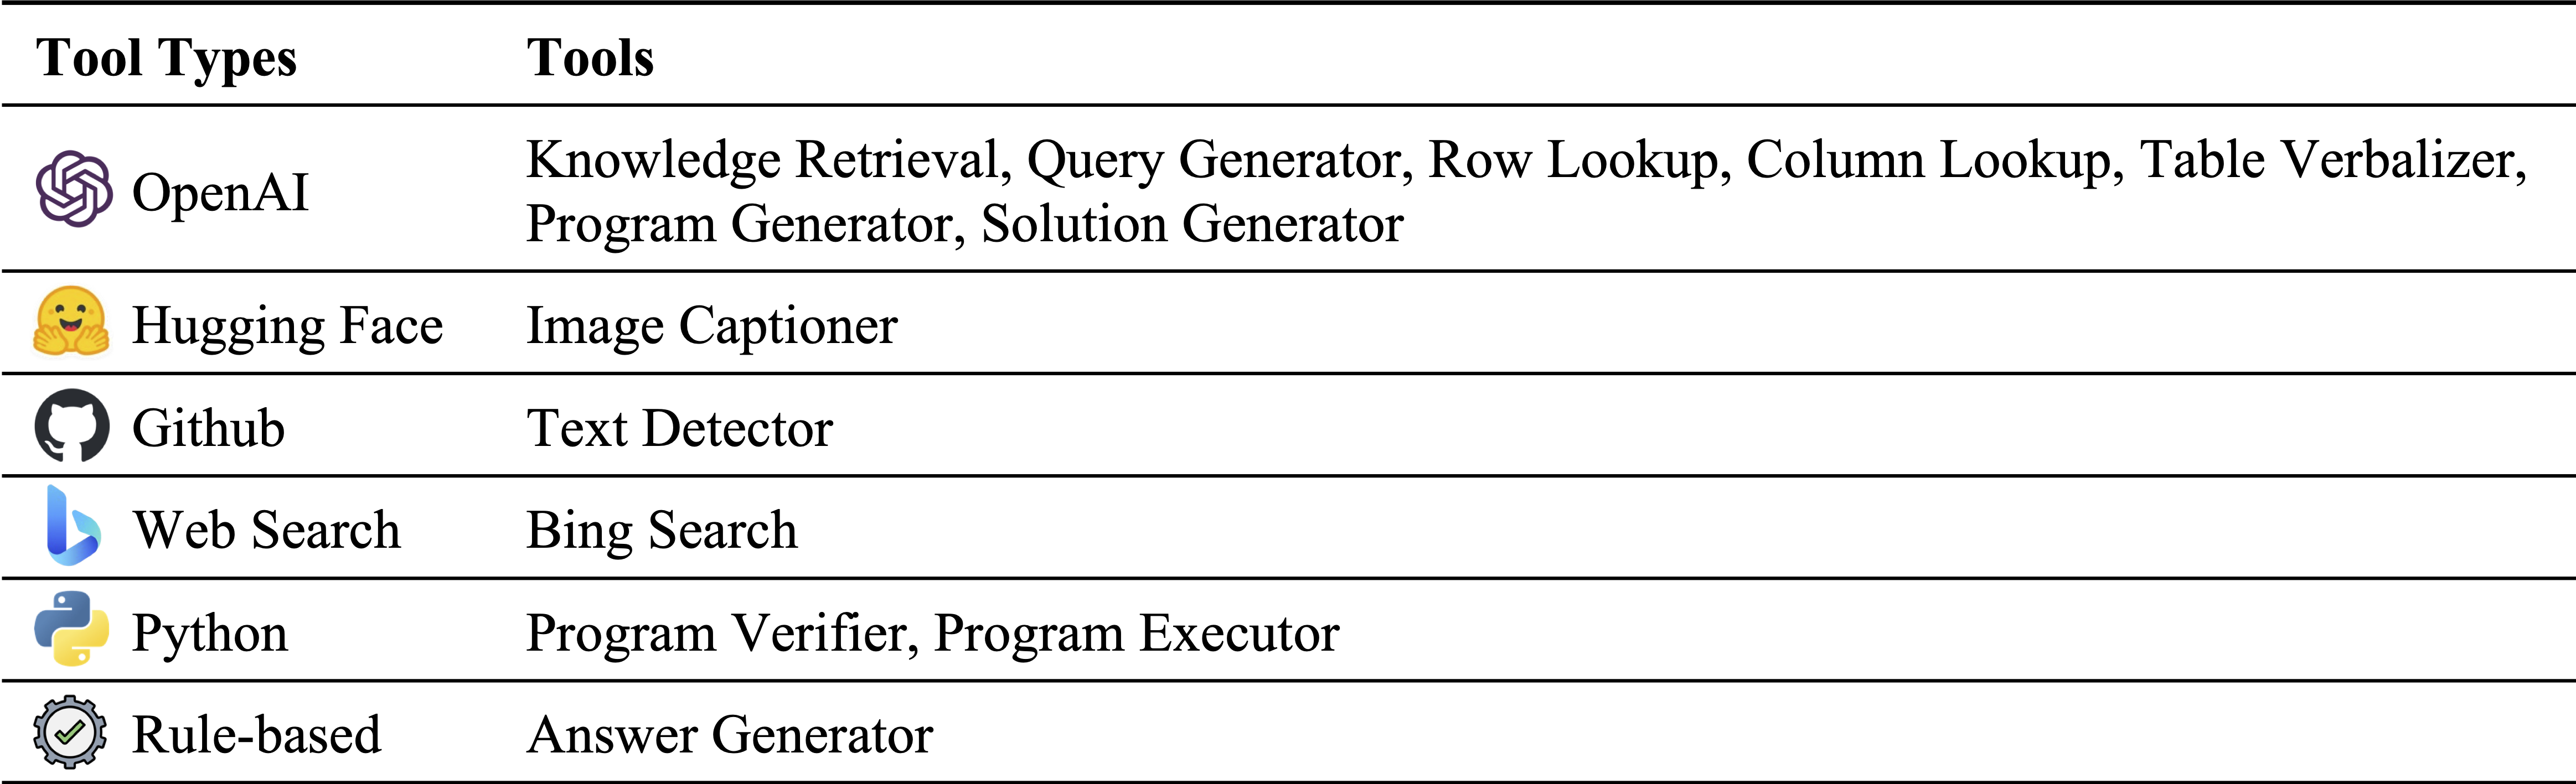 Tool Types Tools
OpenAI Knowledge Retrieval, Query Generator, Row Lookup, Column Lookup, Table Verbalizer,
Program Generator, Solution Generator
Hugging Face Image Captioner
Github Text Detector
Web Search Bing Search
Python Program Verifier, Program Executor
Rule-based Answer Generator